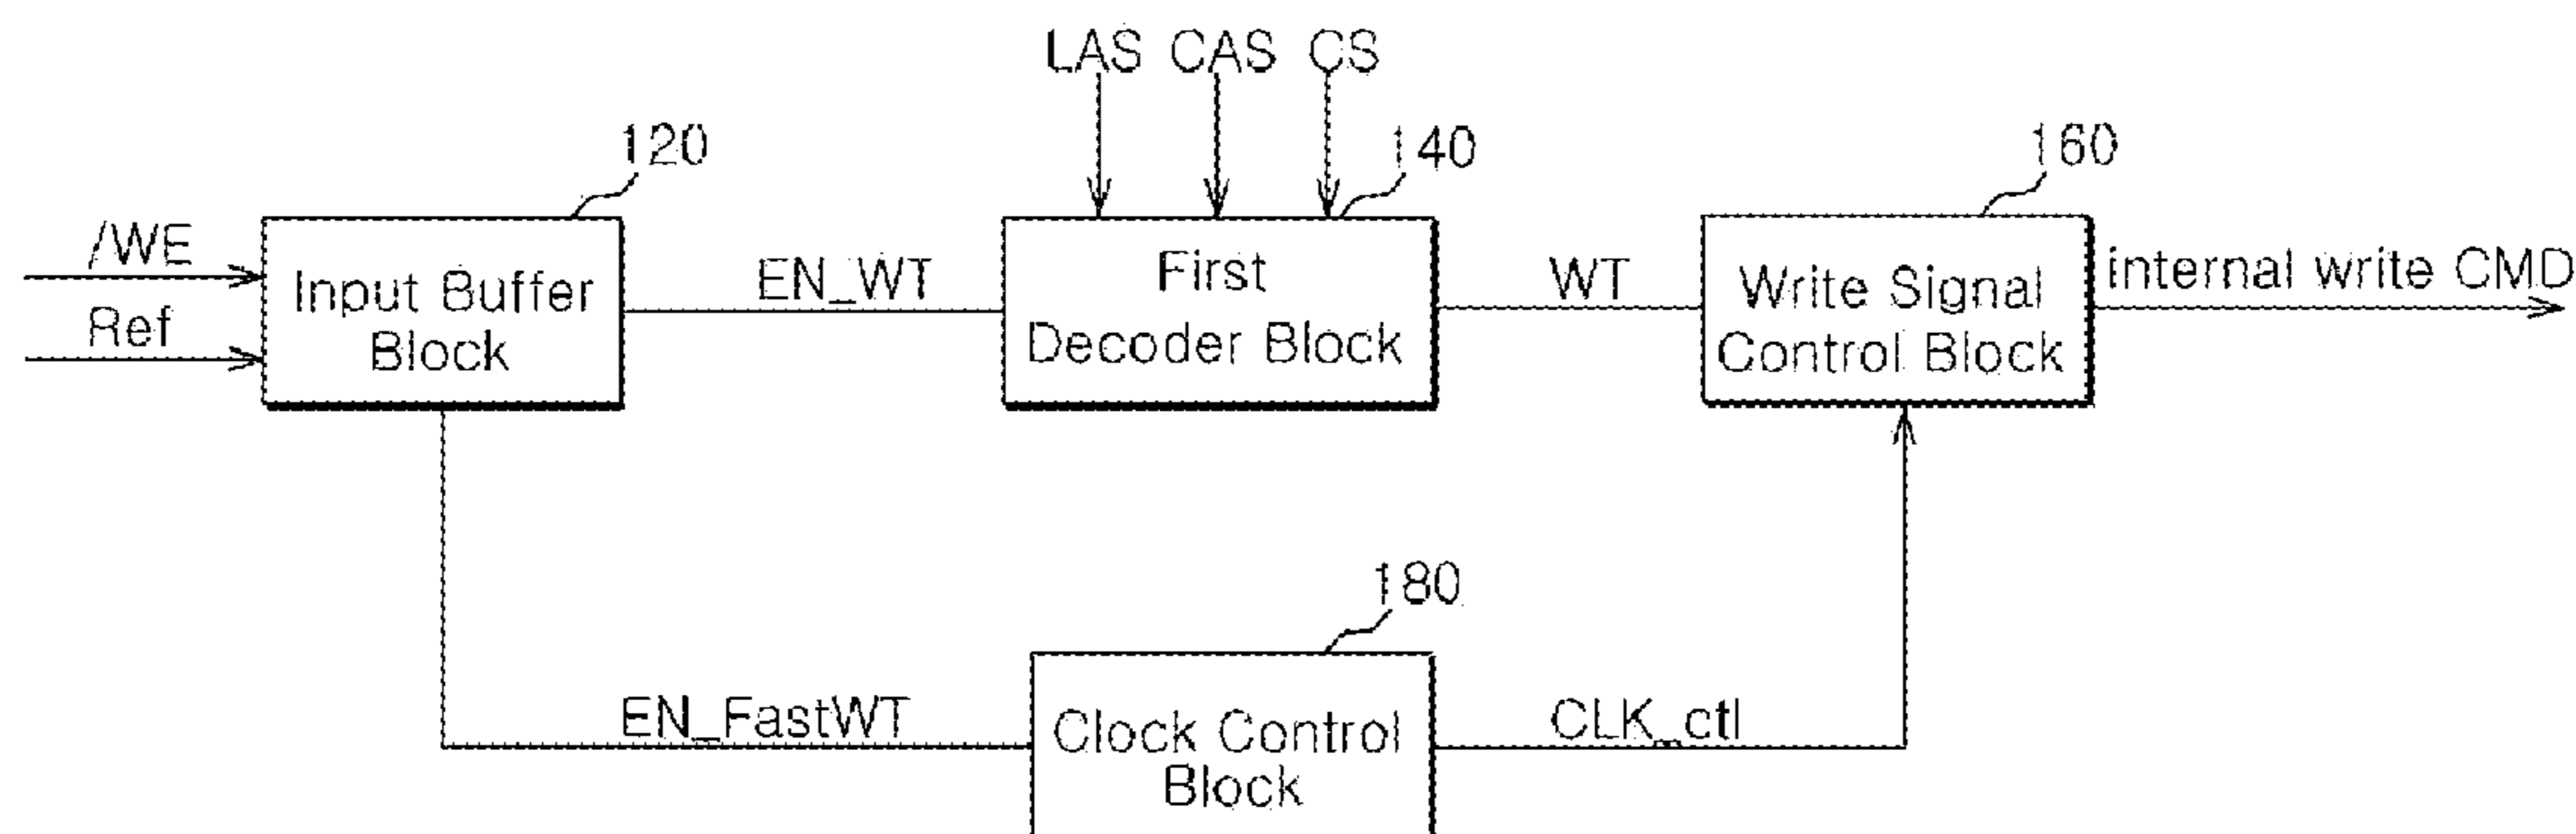 LAS CAS CS
120
140
160
/WE
Ref
Input Buffer
Block
EN_WT
First
Decoder Block
WT
Write Signal
Control Block
internal write CMD
180
EN_FastWT
Clock Control
Block
CLK_ctl